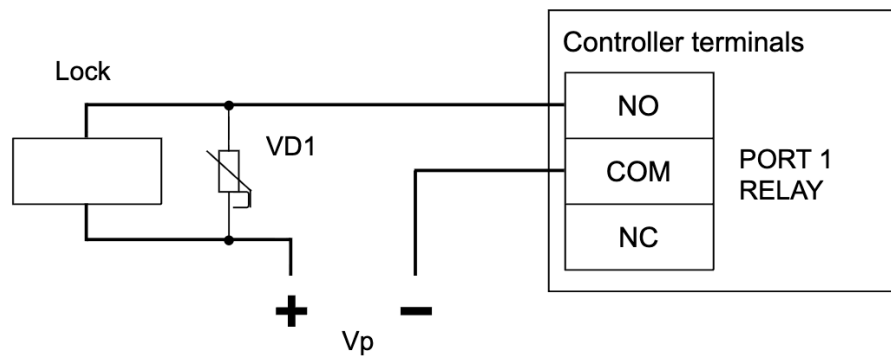 Controller terminals
Lock
NO
VD1
COM
PORT 1
RELAY
NC
+
−
Vp